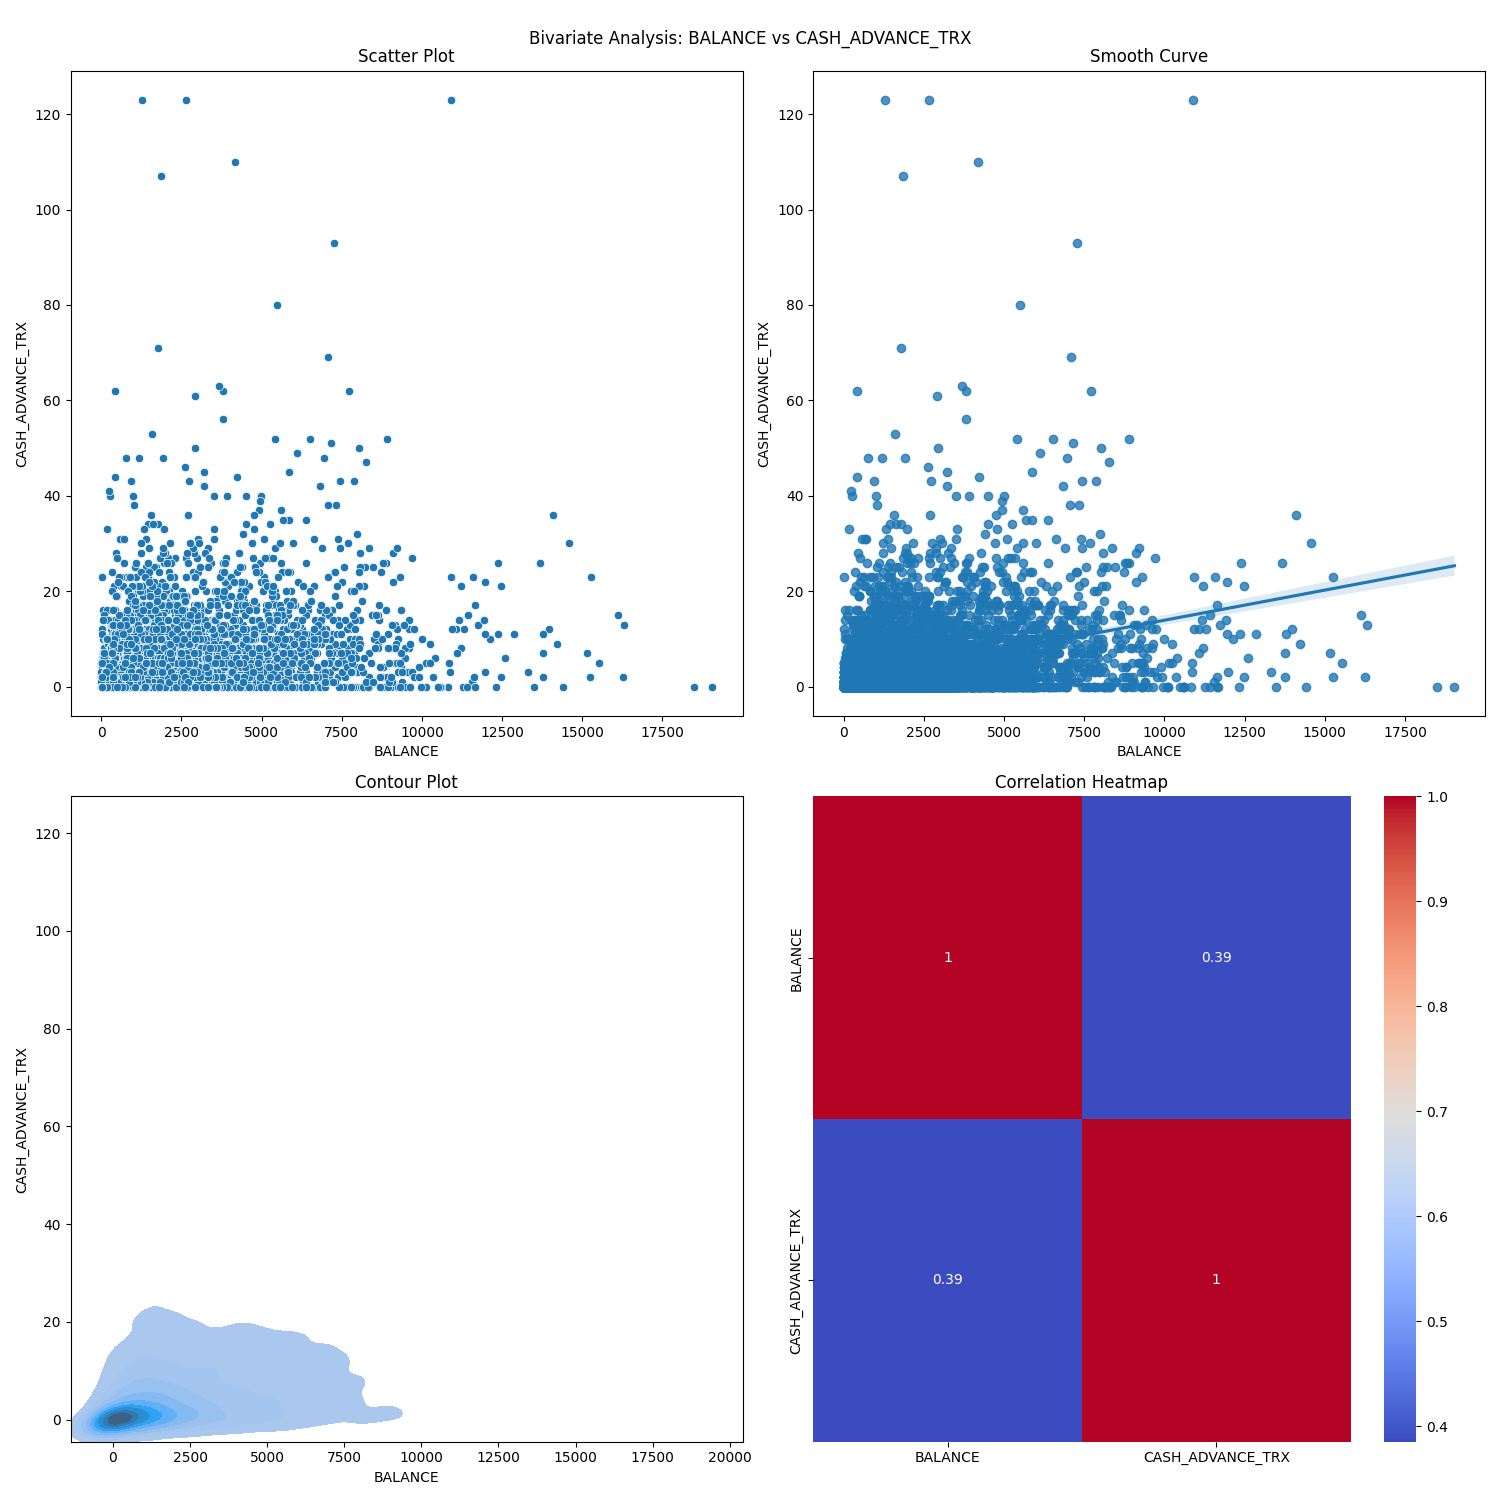 Bivariate Analysis: BALANCE vs CASH_ADVANCE_TRX
Scatter Plot
120
100
80
60
40
20
0
CASH_ADVANCE_TRX
0 2500 5000 7500 10000 12500 15000 17500
BALANCE
Smooth Curve
120
100
80
60
40
20
0
CASH_ADVANCE_TRX
0 2500 5000 7500 10000 12500 15000 17500
BALANCE
Contour Plot
120
100
80
60
40
20
0
CASH_ADVANCE_TRX
0 2500 5000 7500 10000 12500 15000 17500 20000
BALANCE
Correlation Heatmap
BALANCE
CASH_ADVANCE_TRX
1 0.39
0.39 1
BALANCE CASH_ADVANCE_TRX
1.0
0.9
0.8
0.7
0.6
0.5
0.4